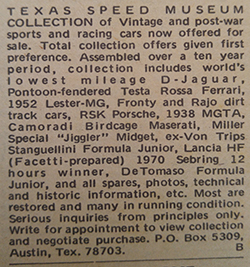 TEXAS SPEED MUSEUM
COLLECTION of Vintage and post-war
sports and racing cars now offered for
sale. Total collection offers given first
preference. Assembled over a ten year
period, collection includes world's
lowest mileage D-Jaguar,
Pontoon-fendered Testa Rossa Ferrari,
1952 Lester-MG, Fronty and Rajo dirt
track cars, RSK Porsche, 1938 MGTA,
Camoradi Birdcage Maserati, Miller
Special "Jiggler" Midget, ex-Von Trips
Stanguellini Formula Junior, Lancia HF
(Facetti-prepared) 1970 Sebring 12
hours winner, DeTomaso Formula
Junior, and all spares, photos, technical
and historic information, etc. Most are
restored and many in running condition.
Serious inquiries from principles only.
Write for appointment to view collection
and negotiate purchase. P.O. Box 5309,
Austin, Tex. 78703. B